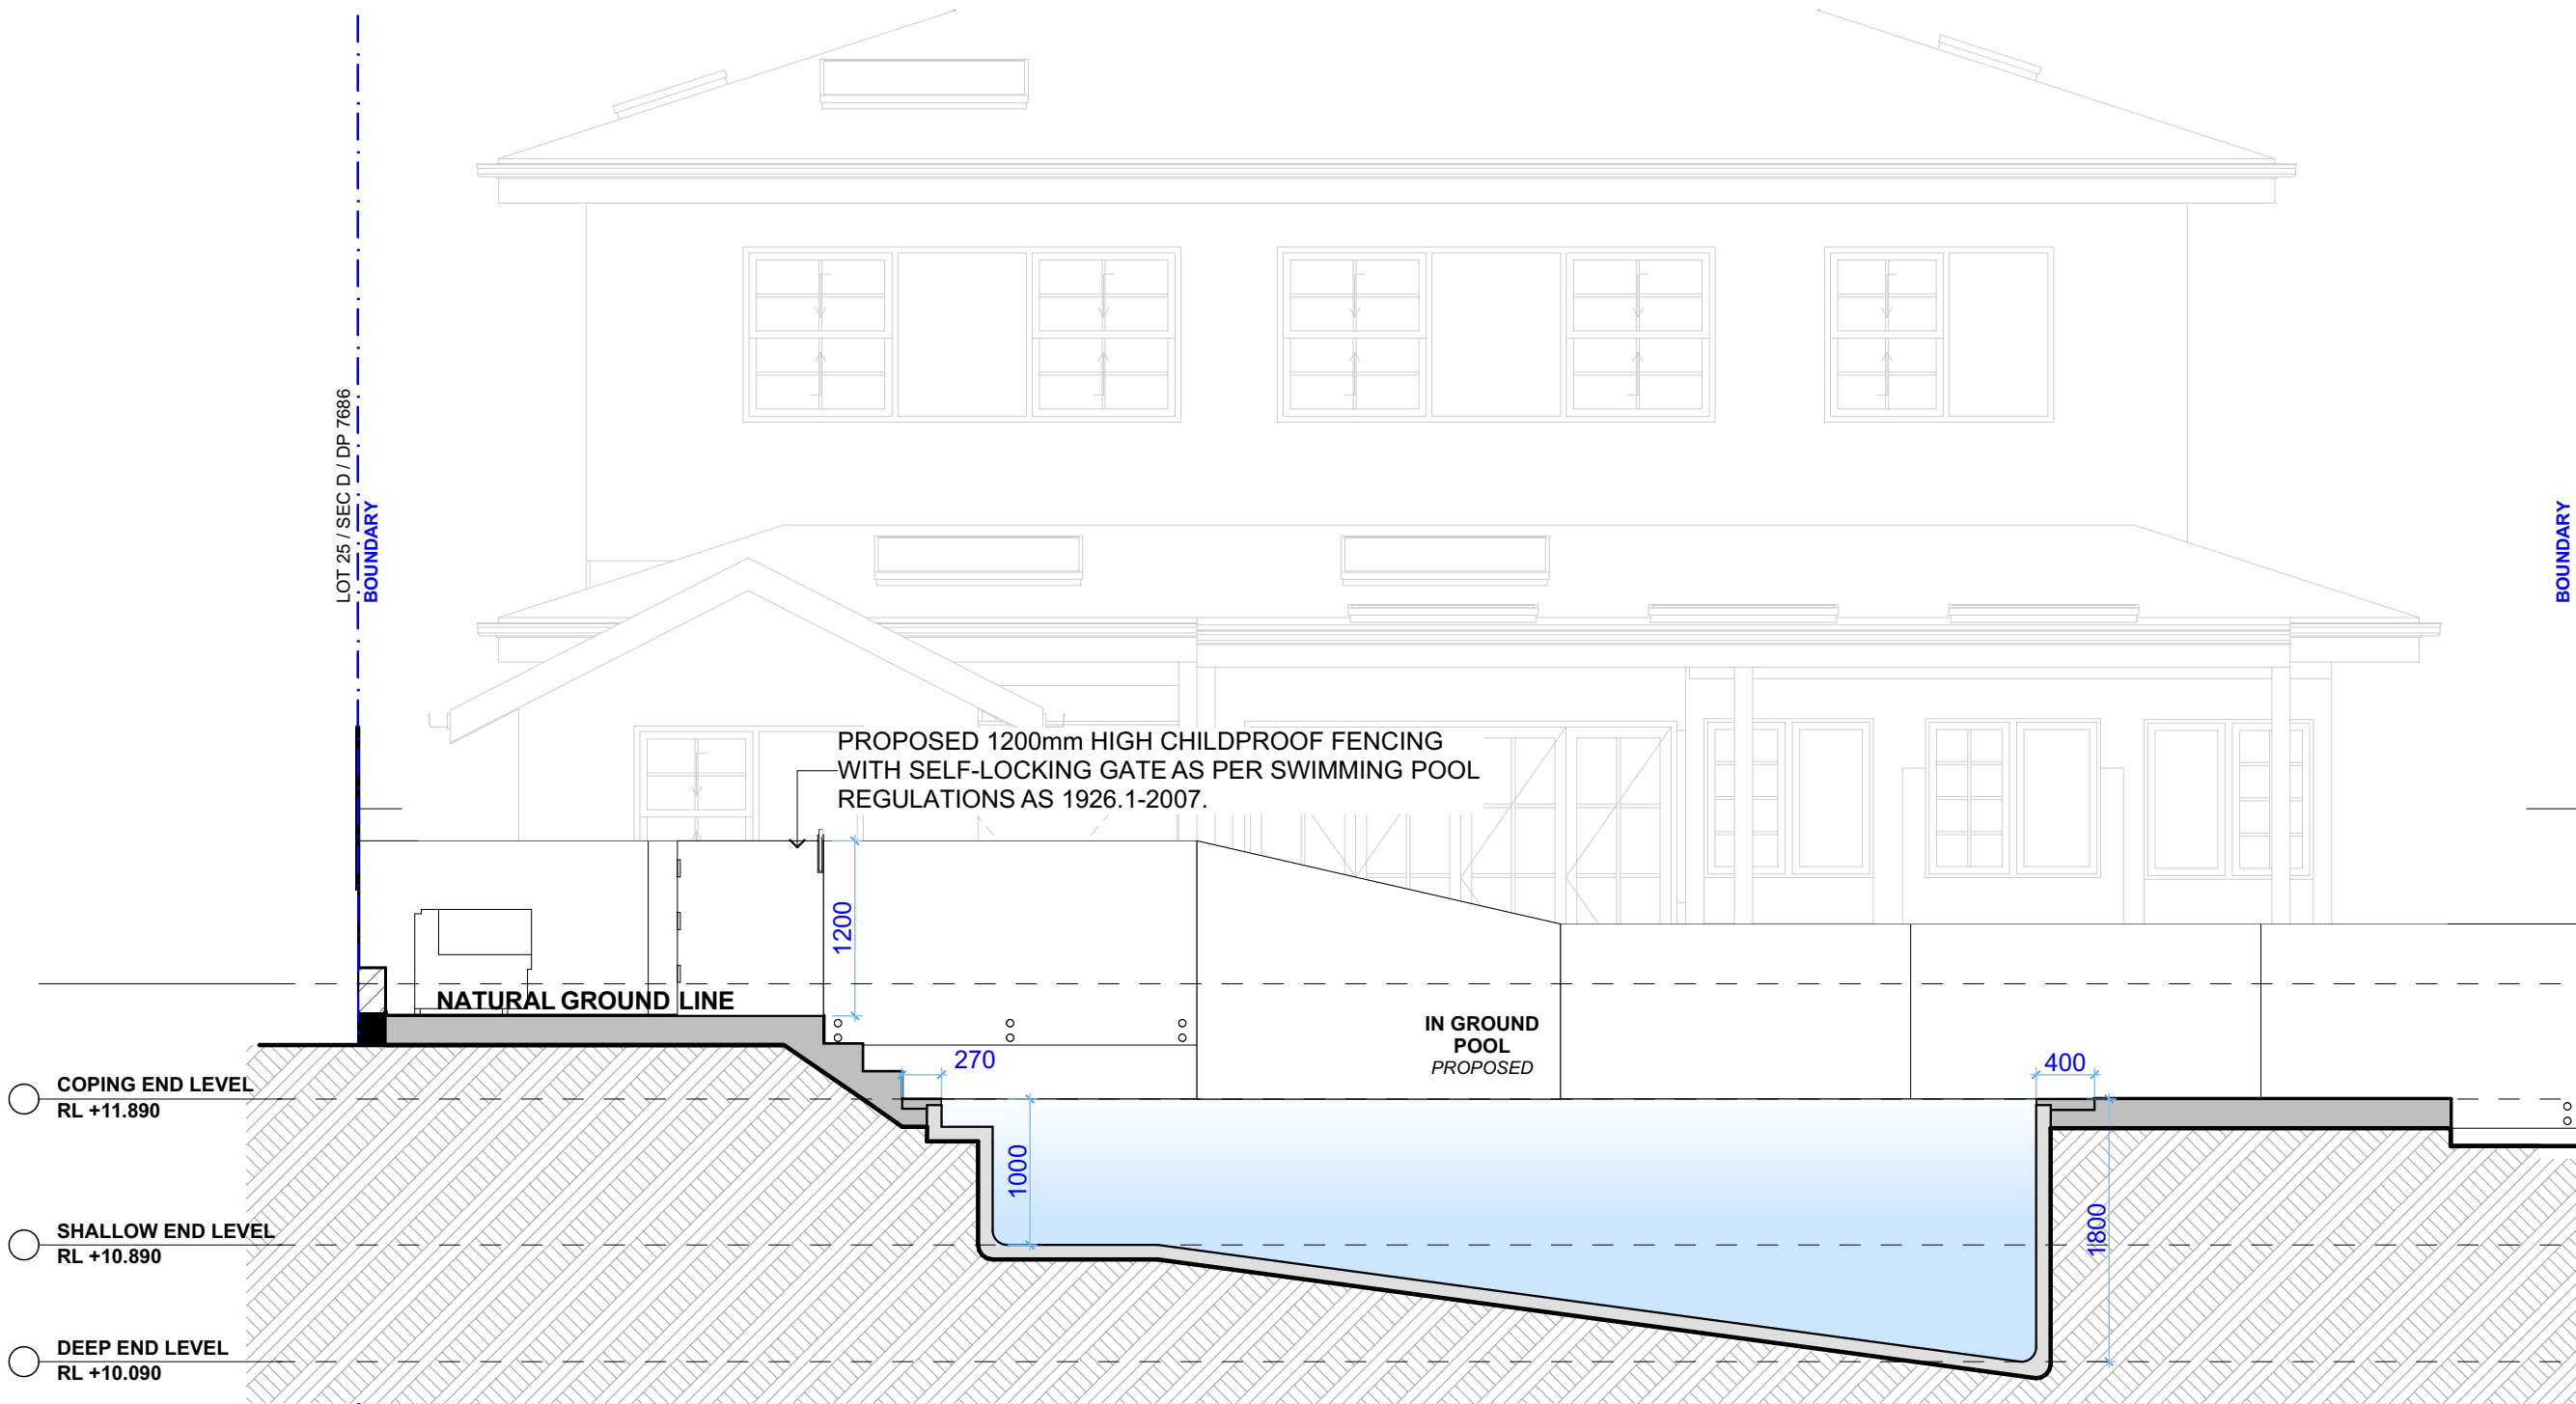 LOT 25 / SEC D / DP 7686
BOUNDARY
BOUNDARY
PROPOSED 1200mm HIGH CHILDPROOF FENCING
WITH SELF-LOCKING GATE AS PER SWIMMING POOL
REGULATIONS AS 1926.1-2007.
1200
NATURAL GROUND LINE
IN GROUND
POOL
PROPOSED
270
400
COPING END LEVEL
RL +11.890
1000
1800
SHALLOW END LEVEL
RL +10.890
DEEP END LEVEL
RL +10.090